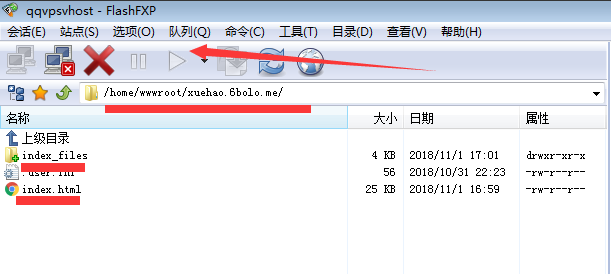 qqvpsvhost - FlashFXP
会话(E) 站点(S) 选项(O) 队列(Q) 命令(C) 工具(T) 目录(D) 查看(V) 帮助(H)
/home/wwwroot/xuehao.6bolo.me/
名称 大小 日期 属性
上级目录
index_files 4 KB 2018/11/1 17:01 drwxr-xr-x
.user.ini 56 2018/10/31 22:23 -rw-r--r--
index.html 25 KB 2018/11/1 16:59 -rw-r--r--